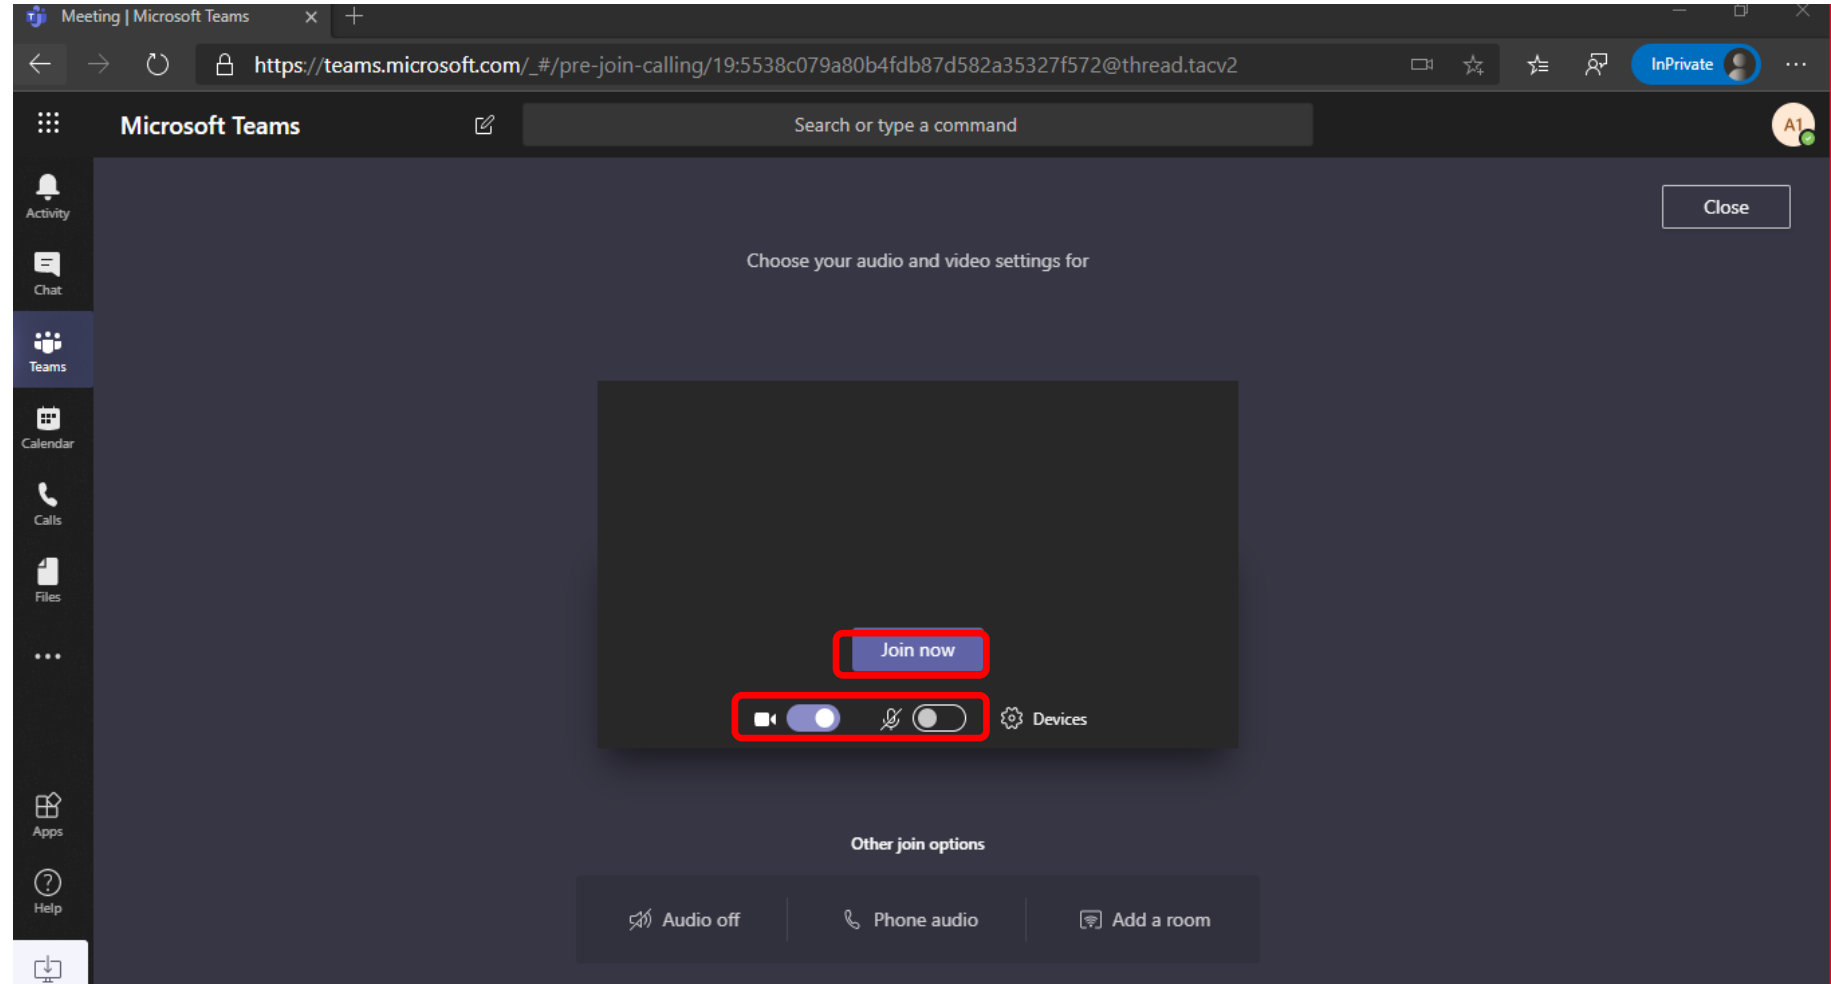 Meeting | Microsoft Teams
https://teams.microsoft.com/_#/pre-join-calling/19:5538c079a80b4fdb87d582a35327f572@thread.tacv2
InPrivate
Microsoft Teams
Search or type a command
A1
Activity
Close
Choose your audio and video settings for
Chat
Teams
Calendar
Calls
Files
Join now
Devices
Apps
Other join options
Help
Audio off
Phone audio
Add a room